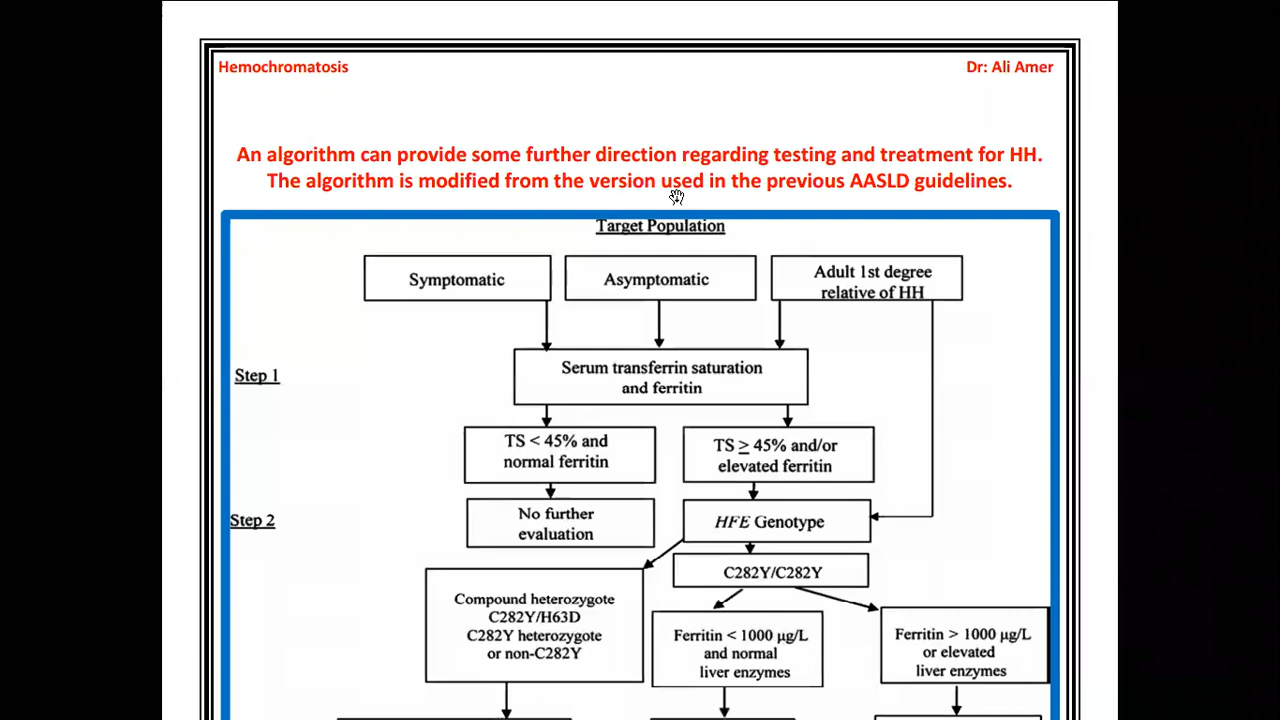 Hemochromatosis
Dr: Ali Amer
An algorithm can provide some further direction regarding testing and treatment for HH.
The algorithm is modified from the version used in the previous AASLD guidelines.
Target Population
Symptomatic
Asymptomatic
Adult 1st degree
relative of HH
Step 1
Serum transferrin saturation
and ferritin
TS < 45% and
normal ferritin
TS ≥ 45% and/or
elevated ferritin
Step 2
No further
evaluation
HFE Genotype
C282Y/C282Y
Compound heterozygote
C282Y/H63D
C282Y heterozygote
or non-C282Y
Ferritin < 1000 µg/L
and normal
liver enzymes
Ferritin > 1000 µg/L
or elevated
liver enzymes